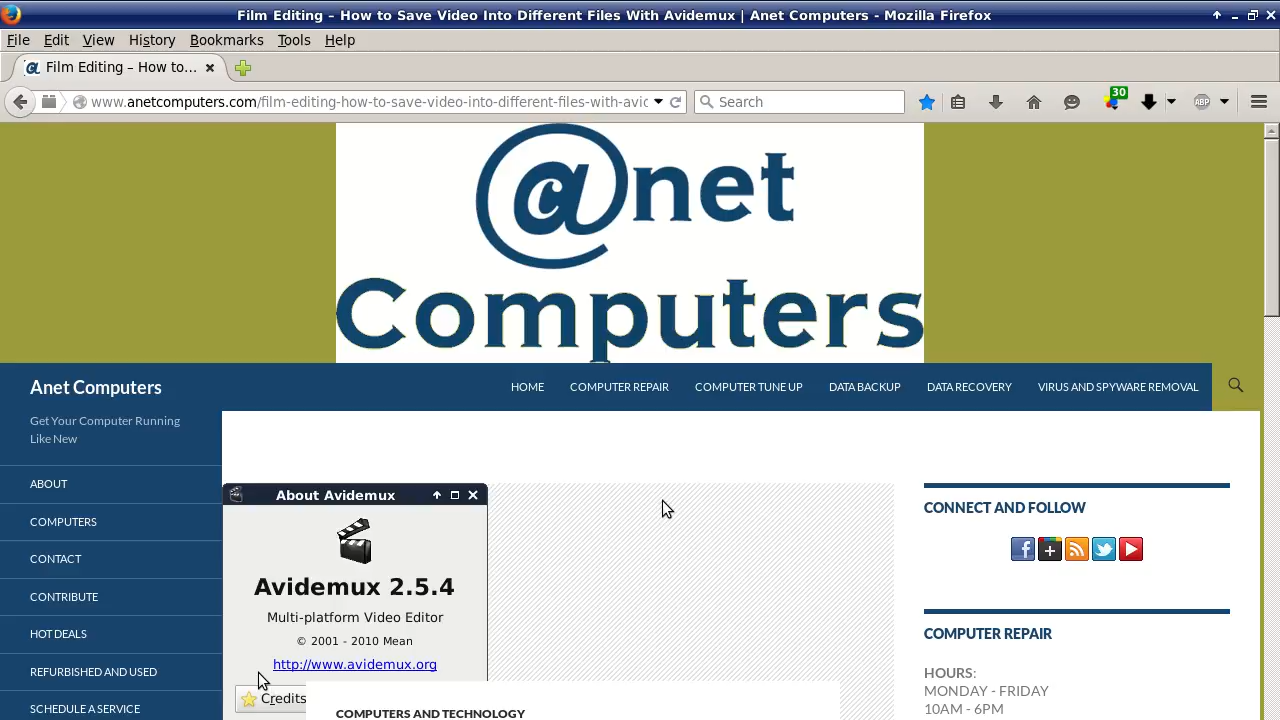 Film Editing – How to Save Video Into Different Files With Avidemux | Anet Computers - Mozilla Firefox
File Edit View History Bookmarks Tools Help
Film Editing – How to...
www.anetcomputers.com/film-editing-how-to-save-video-into-different-files-with-avid
Search
30
ABP
@net
Computers
Anet Computers
HOME COMPUTER REPAIR COMPUTER TUNE UP DATA BACKUP DATA RECOVERY VIRUS AND SPYWARE REMOVAL
Get Your Computer Running
Like New
ABOUT
COMPUTERS
CONTACT
CONTRIBUTE
HOT DEALS
REFURBISHED AND USED
SCHEDULE A SERVICE
About Avidemux
Avidemux 2.5.4
Multi-platform Video Editor
© 2001 - 2010 Mean
http://www.avidemux.org
Credits
COMPUTERS AND TECHNOLOGY
CONNECT AND FOLLOW
COMPUTER REPAIR
HOURS:
MONDAY - FRIDAY
10AM - 6PM